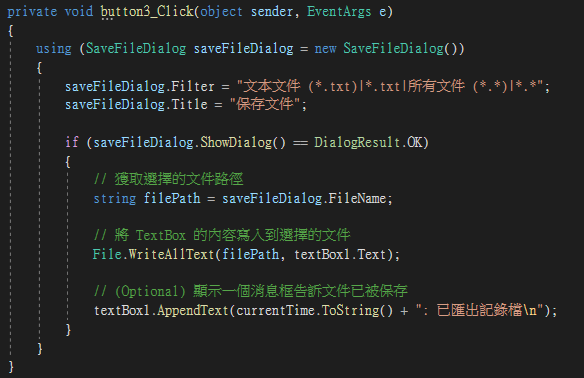 private void button3_Click(object sender, EventArgs e)
{
using (SaveFileDialog saveFileDialog = new SaveFileDialog())
{
saveFileDialog.Filter = "文本文件 (*.txt)|*.txt|所有文件 (*.*)|*.*";
saveFileDialog.Title = "保存文件";
if (saveFileDialog.ShowDialog() == DialogResult.OK)
{
// 獲取選擇的文件路徑
string filePath = saveFileDialog.FileName;
// 將 TextBox 的內容寫入到選擇的文件
File.WriteAllText(filePath, textBox1.Text);
// (Optional) 顯示一個消息框告訴文件已被保存
textBox1.AppendText(currentTime.ToString() + ": 已匯出記錄檔\n");
}
}
}